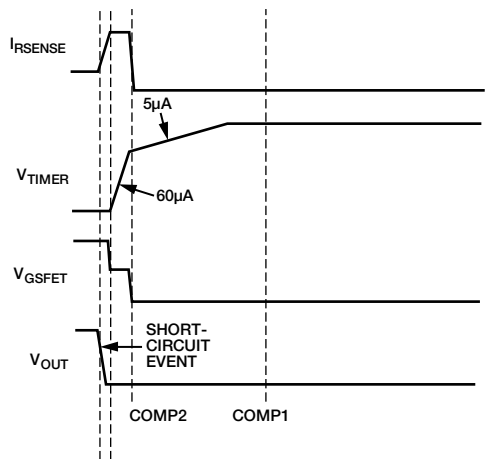 IRSENSE
5µA
VTIMER
60µA
VGSFET
SHORT-
CIRCUIT
EVENT
VOUT
COMP2
COMP1